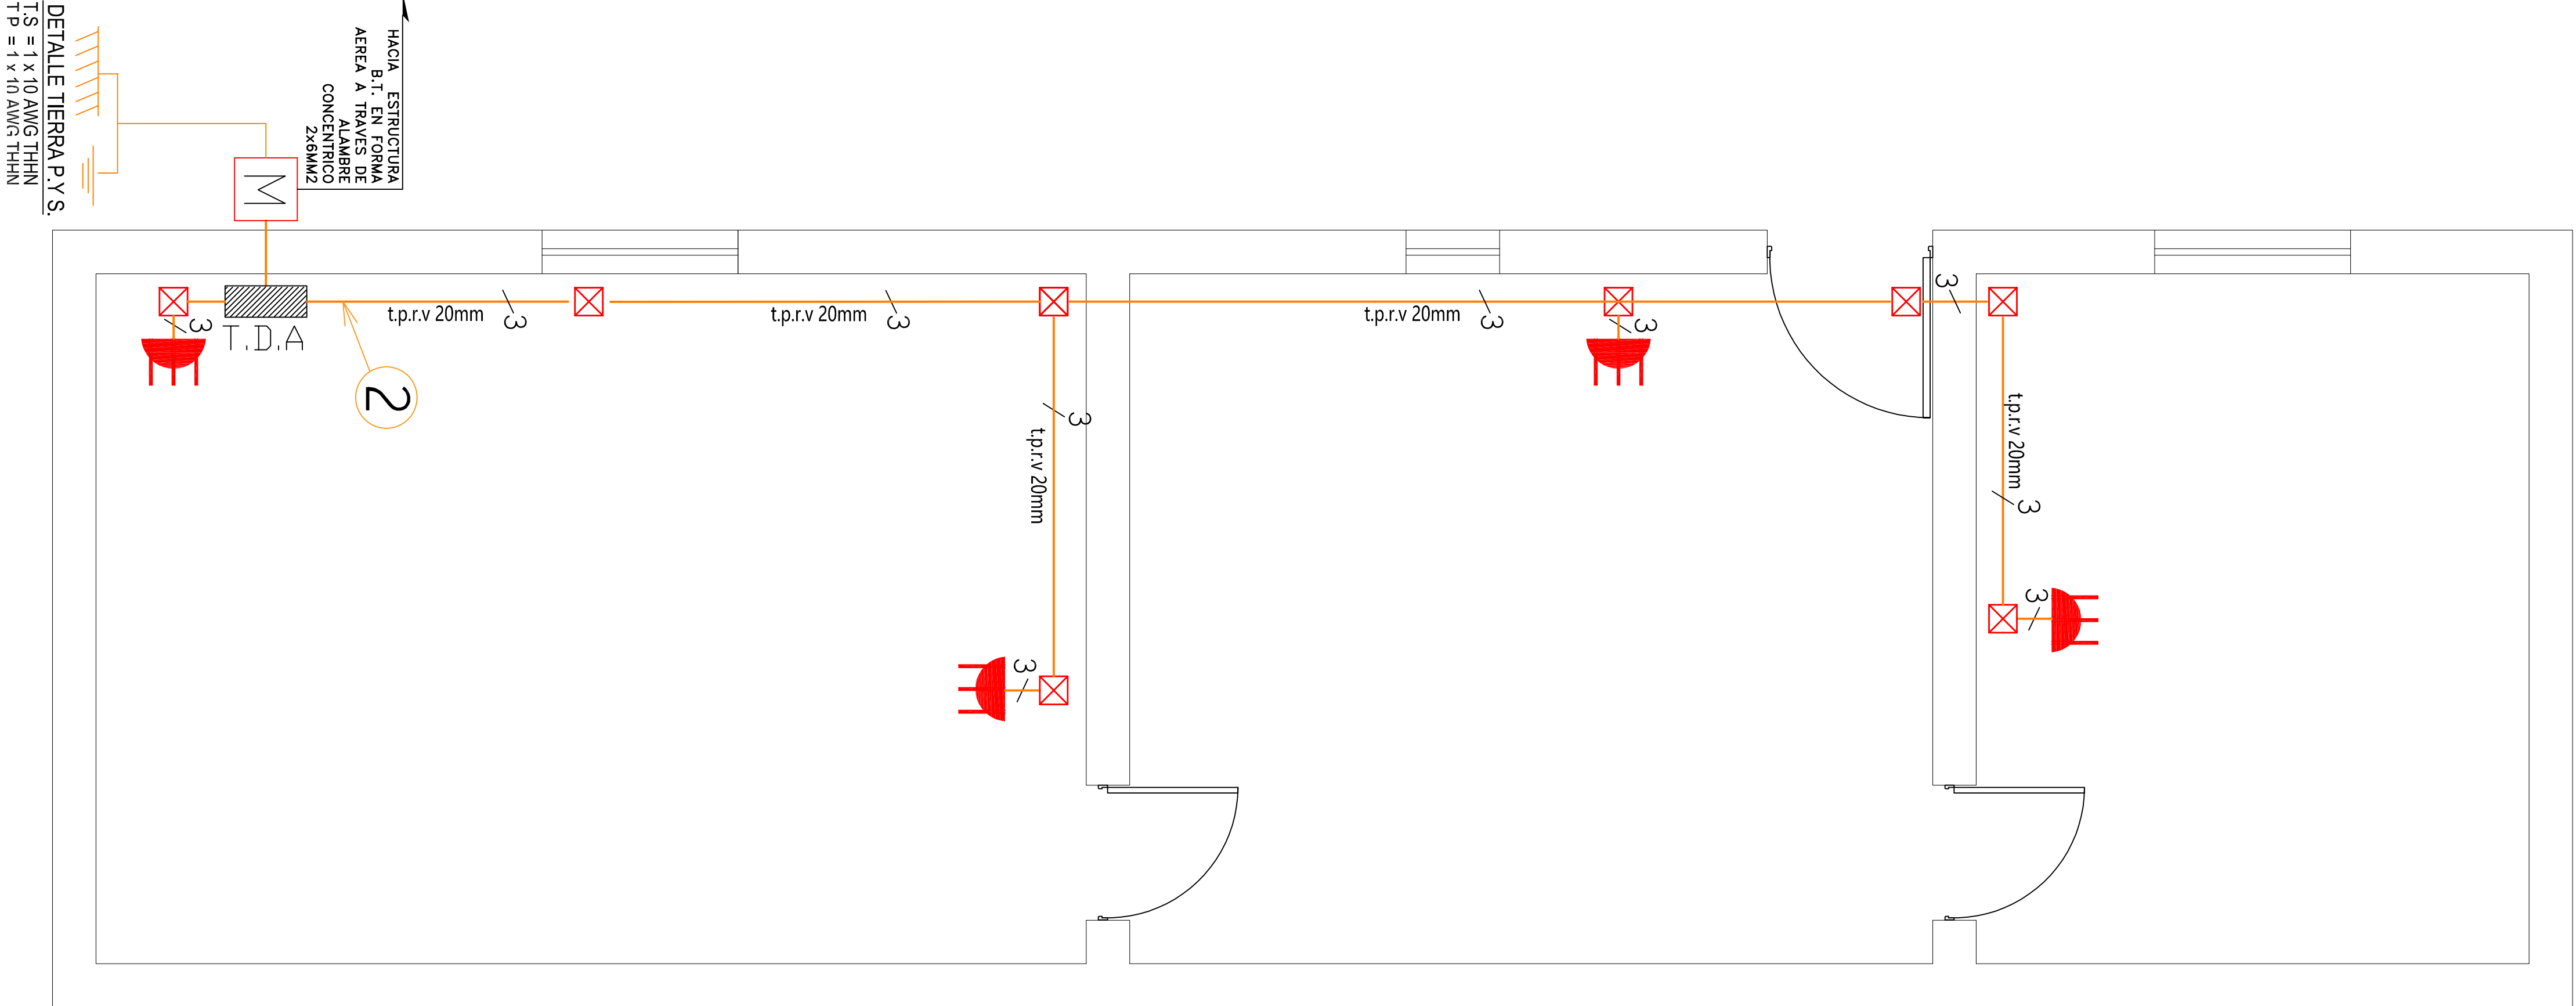 HACIA ESTRUCTURA
B.T. EN FORMA
AEREA A TRAVES DE
ALAMBRE
CONCENTRICO
2x6MM2
DETALLE TIERRA P.Y S.
T.S = 1 x 10 AWG THHN
T.P = 1 x 10 AWG THHN
M
3
T.D.A
2
t.p.r.v 20mm
3
t.p.r.v 20mm
3
3
t.p.r.v 20mm
3
t.p.r.v 20mm
3
3
3
t.p.r.v 20mm
3
3